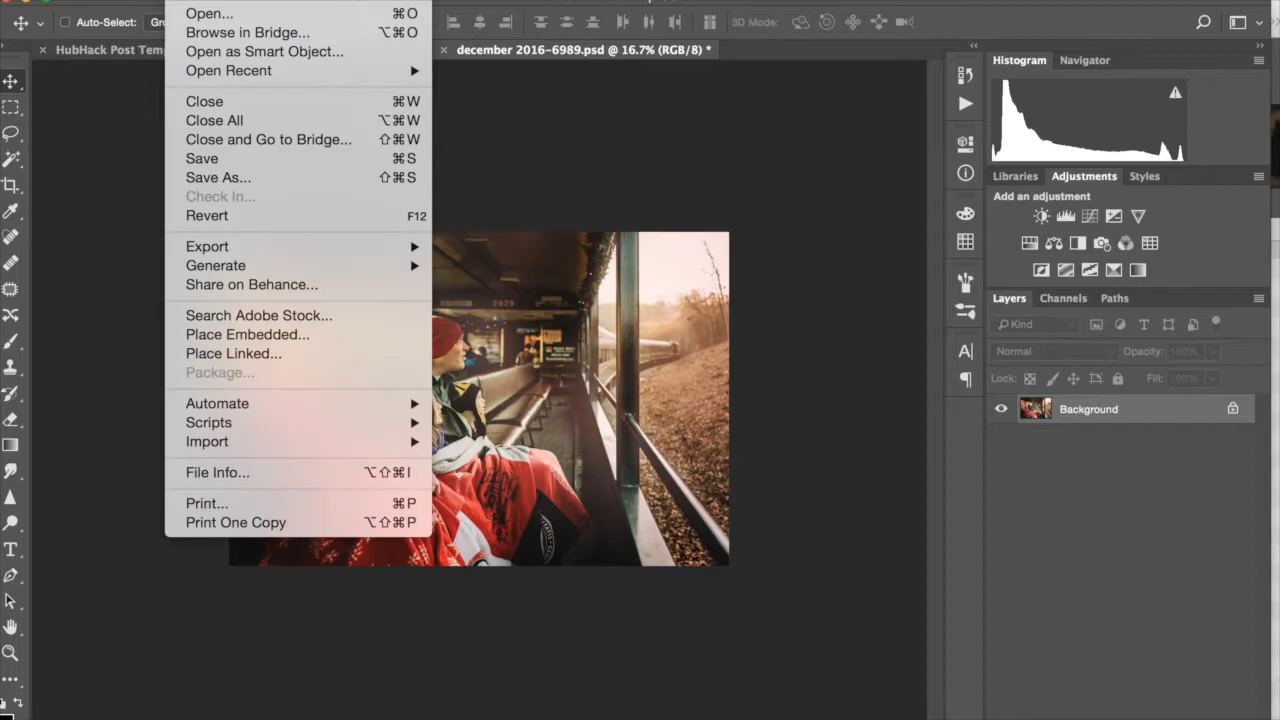 Auto-Select:
Gro
3D Mode:
HubHack Post Tem
december 2016-6989.psd @ 16.7% (RGB/8) *
Open... ⌘O
Browse in Bridge... ⌥⌘O
Open as Smart Object...
Open Recent
Close ⌘W
Close All ⌥⌘W
Close and Go to Bridge... ⇧⌘W
Save ⌘S
Save As... ⇧⌘S
Check In...
Revert F12
Export
Generate
Share on Behance...
Search Adobe Stock...
Place Embedded...
Place Linked...
Package...
Automate
Scripts
Import
File Info... ⌥⇧⌘I
Print... ⌘P
Print One Copy ⌥⇧⌘P
2929
Histogram Navigator
Libraries Adjustments Styles
Add an adjustment
Layers Channels Paths
Kind
Normal Opacity: 100%
Lock: Fill: 100%
Background